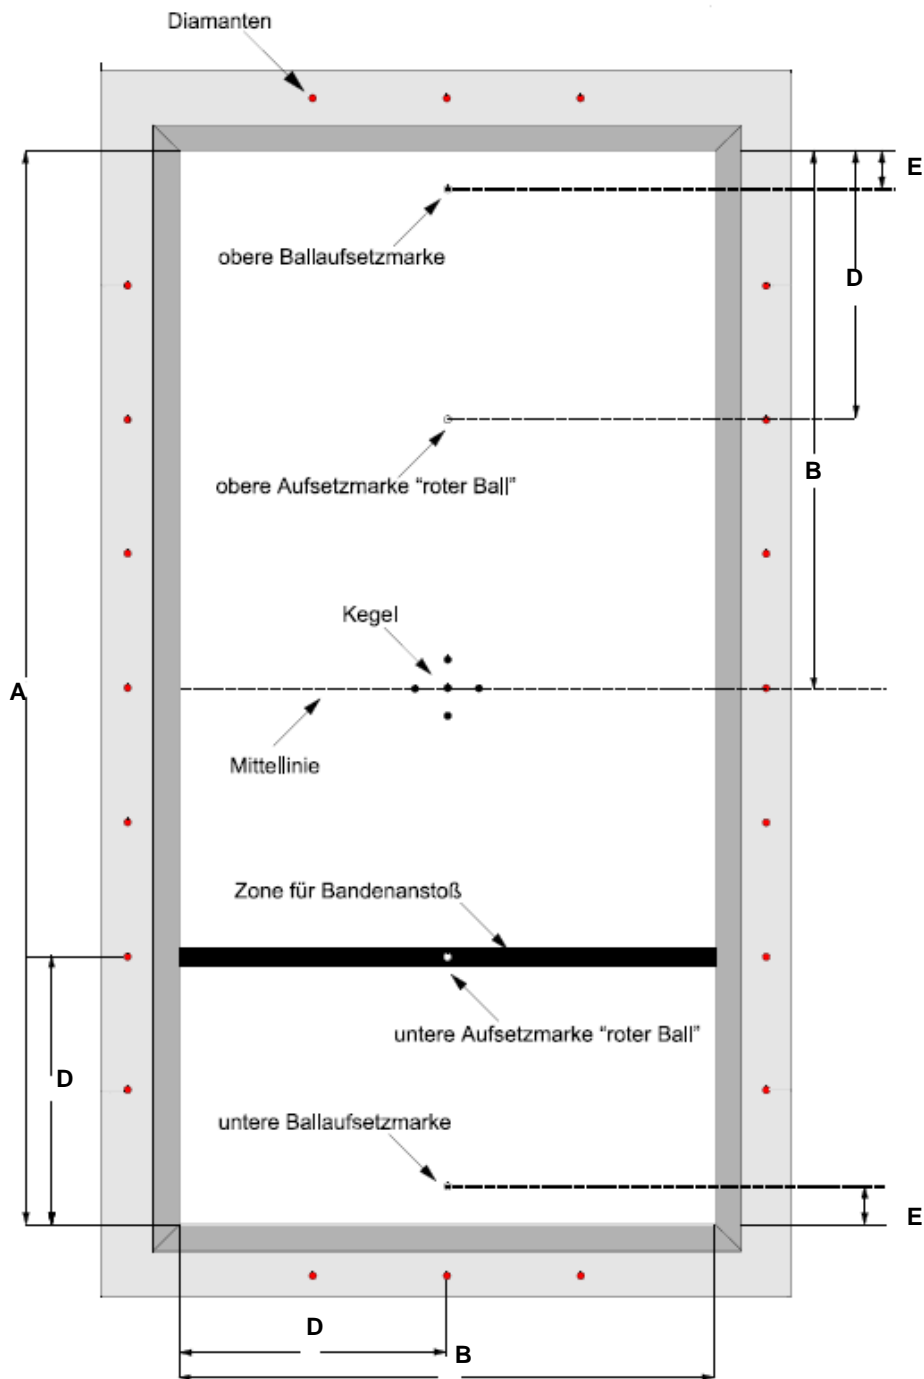 Diamanten
E
obere Ballaufsetzmarke
D
obere Aufsetzmarke “roter Ball”
B
Kegel
A
Mittellinie
Zone für Bandenanstoß
untere Aufsetzmarke “roter Ball”
D
untere Ballaufsetzmarke
E
D
B